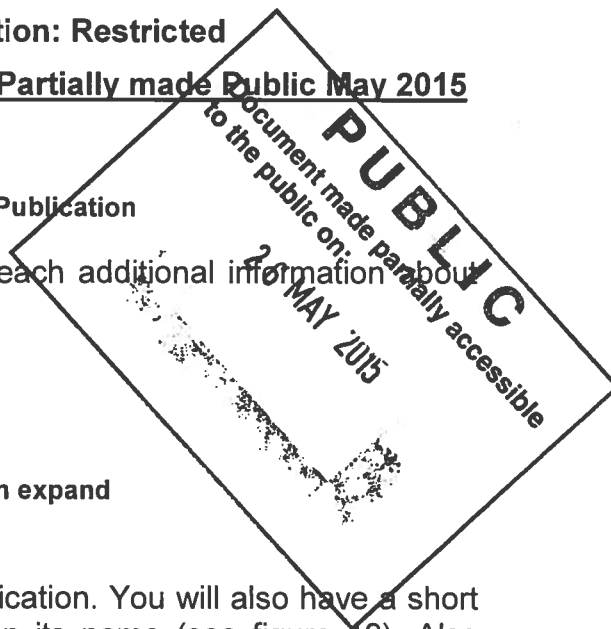 tion: Restricted
Partially made Public May 2015
Publication
each additional information about
n expand
ication. You will also have a short
PUBLIC
Document made partially accessible
to the public on:
26 MAY 2015